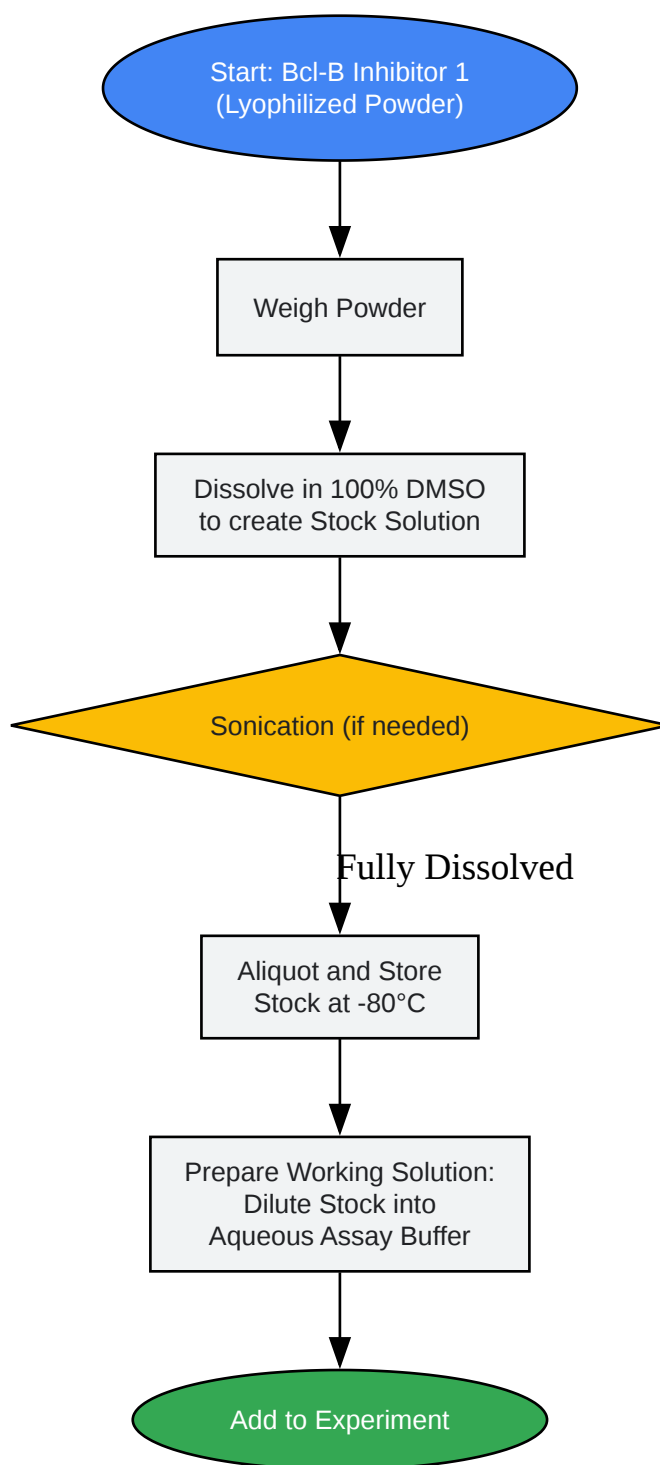 Start: Bcl-B Inhibitor 1
(Lyophilized Powder)
Weigh Powder
Dissolve in 100% DMSO
to create Stock Solution
Sonication (if needed)
Fully Dissolved
Aliquot and Store
Stock at -80°C
Prepare Working Solution:
Dilute Stock into
Aqueous Assay Buffer
Add to Experiment